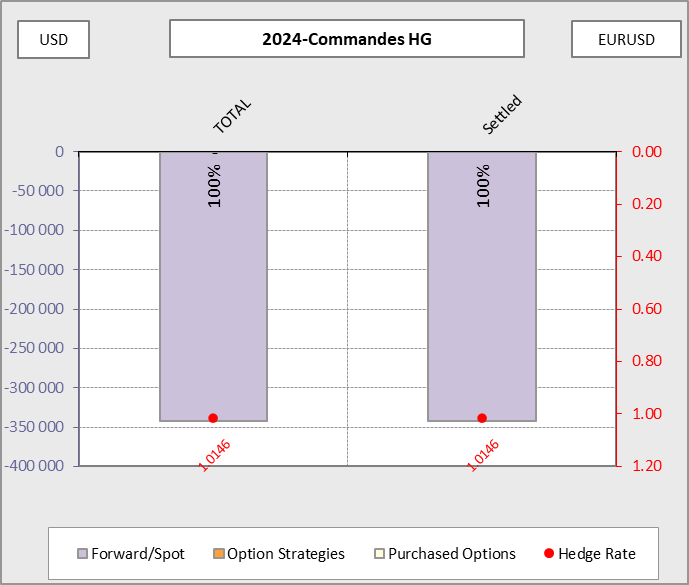 USD
2024-Commandes HG
EURUSD
TOTAL
Settled
0
-50 000
-100 000
-150 000
-200 000
-250 000
-300 000
-350 000
-400 000
100%
100%
1.0146
1.0146
0.00
0.20
0.40
0.60
0.80
1.00
1.20
Forward/Spot
Option Strategies
Purchased Options
Hedge Rate